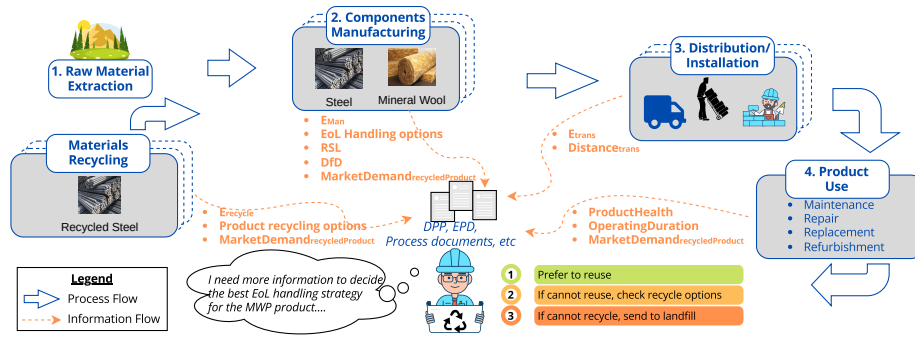 1. Raw Material
Extraction
2. Components
Manufacturing
Steel
Mineral Wool
3. Distribution/
Installation
Materials
Recycling
Recycled Steel
• EMan
• EoL Handling options
• RSL
• DfD
• MarketDemandrecycledProduct
• Etrans
• Distancetrans
4. Product
Use
• Maintenance
• Repair
• Replacement
• Refurbishment
• Erecycle
• Product recycling options
• MarketDemandrecycledProduct
DPP, EPD,
Process documents, etc
• ProductHealth
• OperatingDuration
• MarketDemandrecycledProduct
Legend
Process Flow
Information Flow
I need more information to decide
the best EoL handling strategy
for the MWP product....
1 Prefer to reuse
2 If cannot reuse, check recycle options
3 If cannot recycle, send to landfill